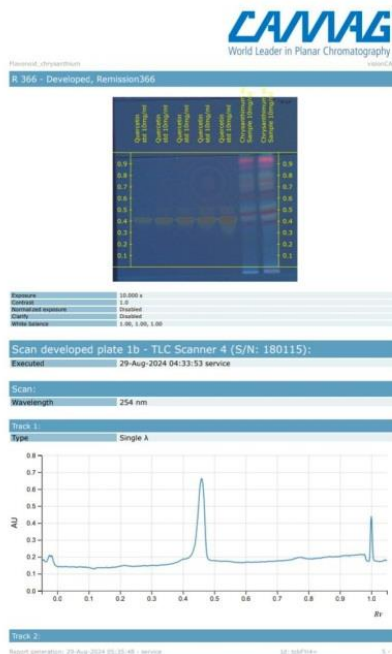 CAMAG
World Leader in Planar Chromatography
Flavonoid_chrysanthium
visionCA
R 366 - Developed, Remission366
Quercetin
std 10mg/ml
Quercetin
std 10mg/ml
Quercetin
std 10mg/ml
Quercetin
std 10mg/ml
Quercetin
std 10mg/ml
Chrysanthimum
Sample 10mg/
Chrysanthimum
Sample 10mg/
0.9 0.9
0.8 0.8
0.7 0.7
0.6 0.6
0.5 0.5
0.4 0.4
0.3 0.3
0.2 0.2
0.1 0.1
Exposure 10.000 s
Contrast 1.0
Normalized exposure Disabled
Clarify Disabled
White balance 1.00, 1.00, 1.00
Scan developed plate 1b - TLC Scanner 4 (S/N: 180115):
Executed 29-Aug-2024 04:33:53 service
Scan:
Wavelength 254 nm
Track 1:
Type Single λ
0.8
0.7
0.6
0.5
0.4
0.3
0.2
0.1
0.0
AU
0.0 0.1 0.2 0.3 0.4 0.5 0.6 0.7 0.8 0.9 1.0
RF
Track 2:
Report generation: 29-Aug-2024 05:35:48 - service